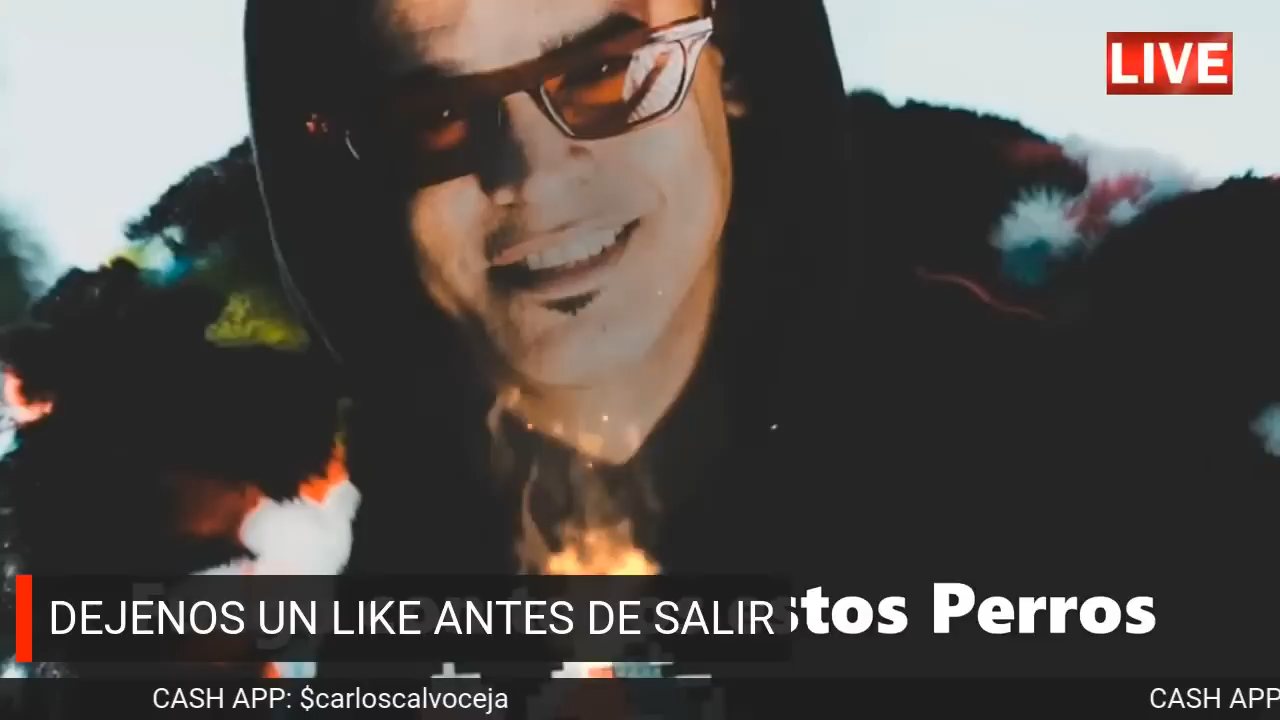 LIVE
DEJENOS UN LIKE ANTES DE SALIR
stos Perros
CASH APP: $carloscalvoceja
CASH APP